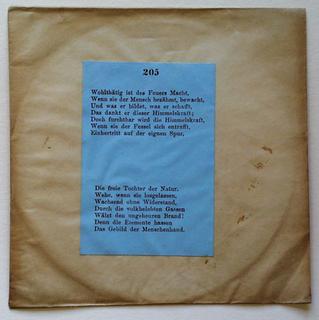 205
Wohlthätig ist des Feuers Macht,
Wenn sie der Mensch bezähmt, bewacht,
Und was er bildet, was er schafft,
Das dankt er dieser Himmelskraft;
Doch furchtbar wird die Himmelskraft,
Wenn sie der Fessel sich entrafft,
Einhertritt auf der eignen Spur,
Die freie Tochter der Natur.
Wehe, wenn sie losgelassen,
Wachsend ohne Widerstand,
Durch die volkbelebten Gassen
Wälzt den ungeheuren Brand!
Denn die Elemente hassen
Das Gebild der Menschenhand.